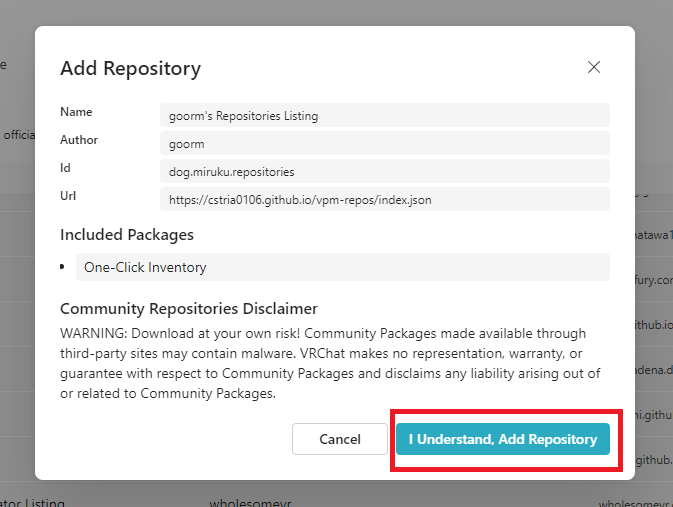 e
Add Repository
Name goorm's Repositories Listing
Author goorm
official
Id dog.miruku.repositories
Url https://cstria0106.github.io/vpm-repos/index.json
Included Packages
natawa1
• One-Click Inventory
fury.con
Community Repositories Disclaimer
WARNING: Download at your own risk! Community Packages made available through
github.io
third-party sites may contain malware. VRChat makes no representation, warranty, or
guarantee with respect to Community Packages and disclaims any liability arising out of
adena.d
or related to Community Packages.
ni.githu
Cancel I Understand, Add Repository
github.
ator Listing wholesomevr